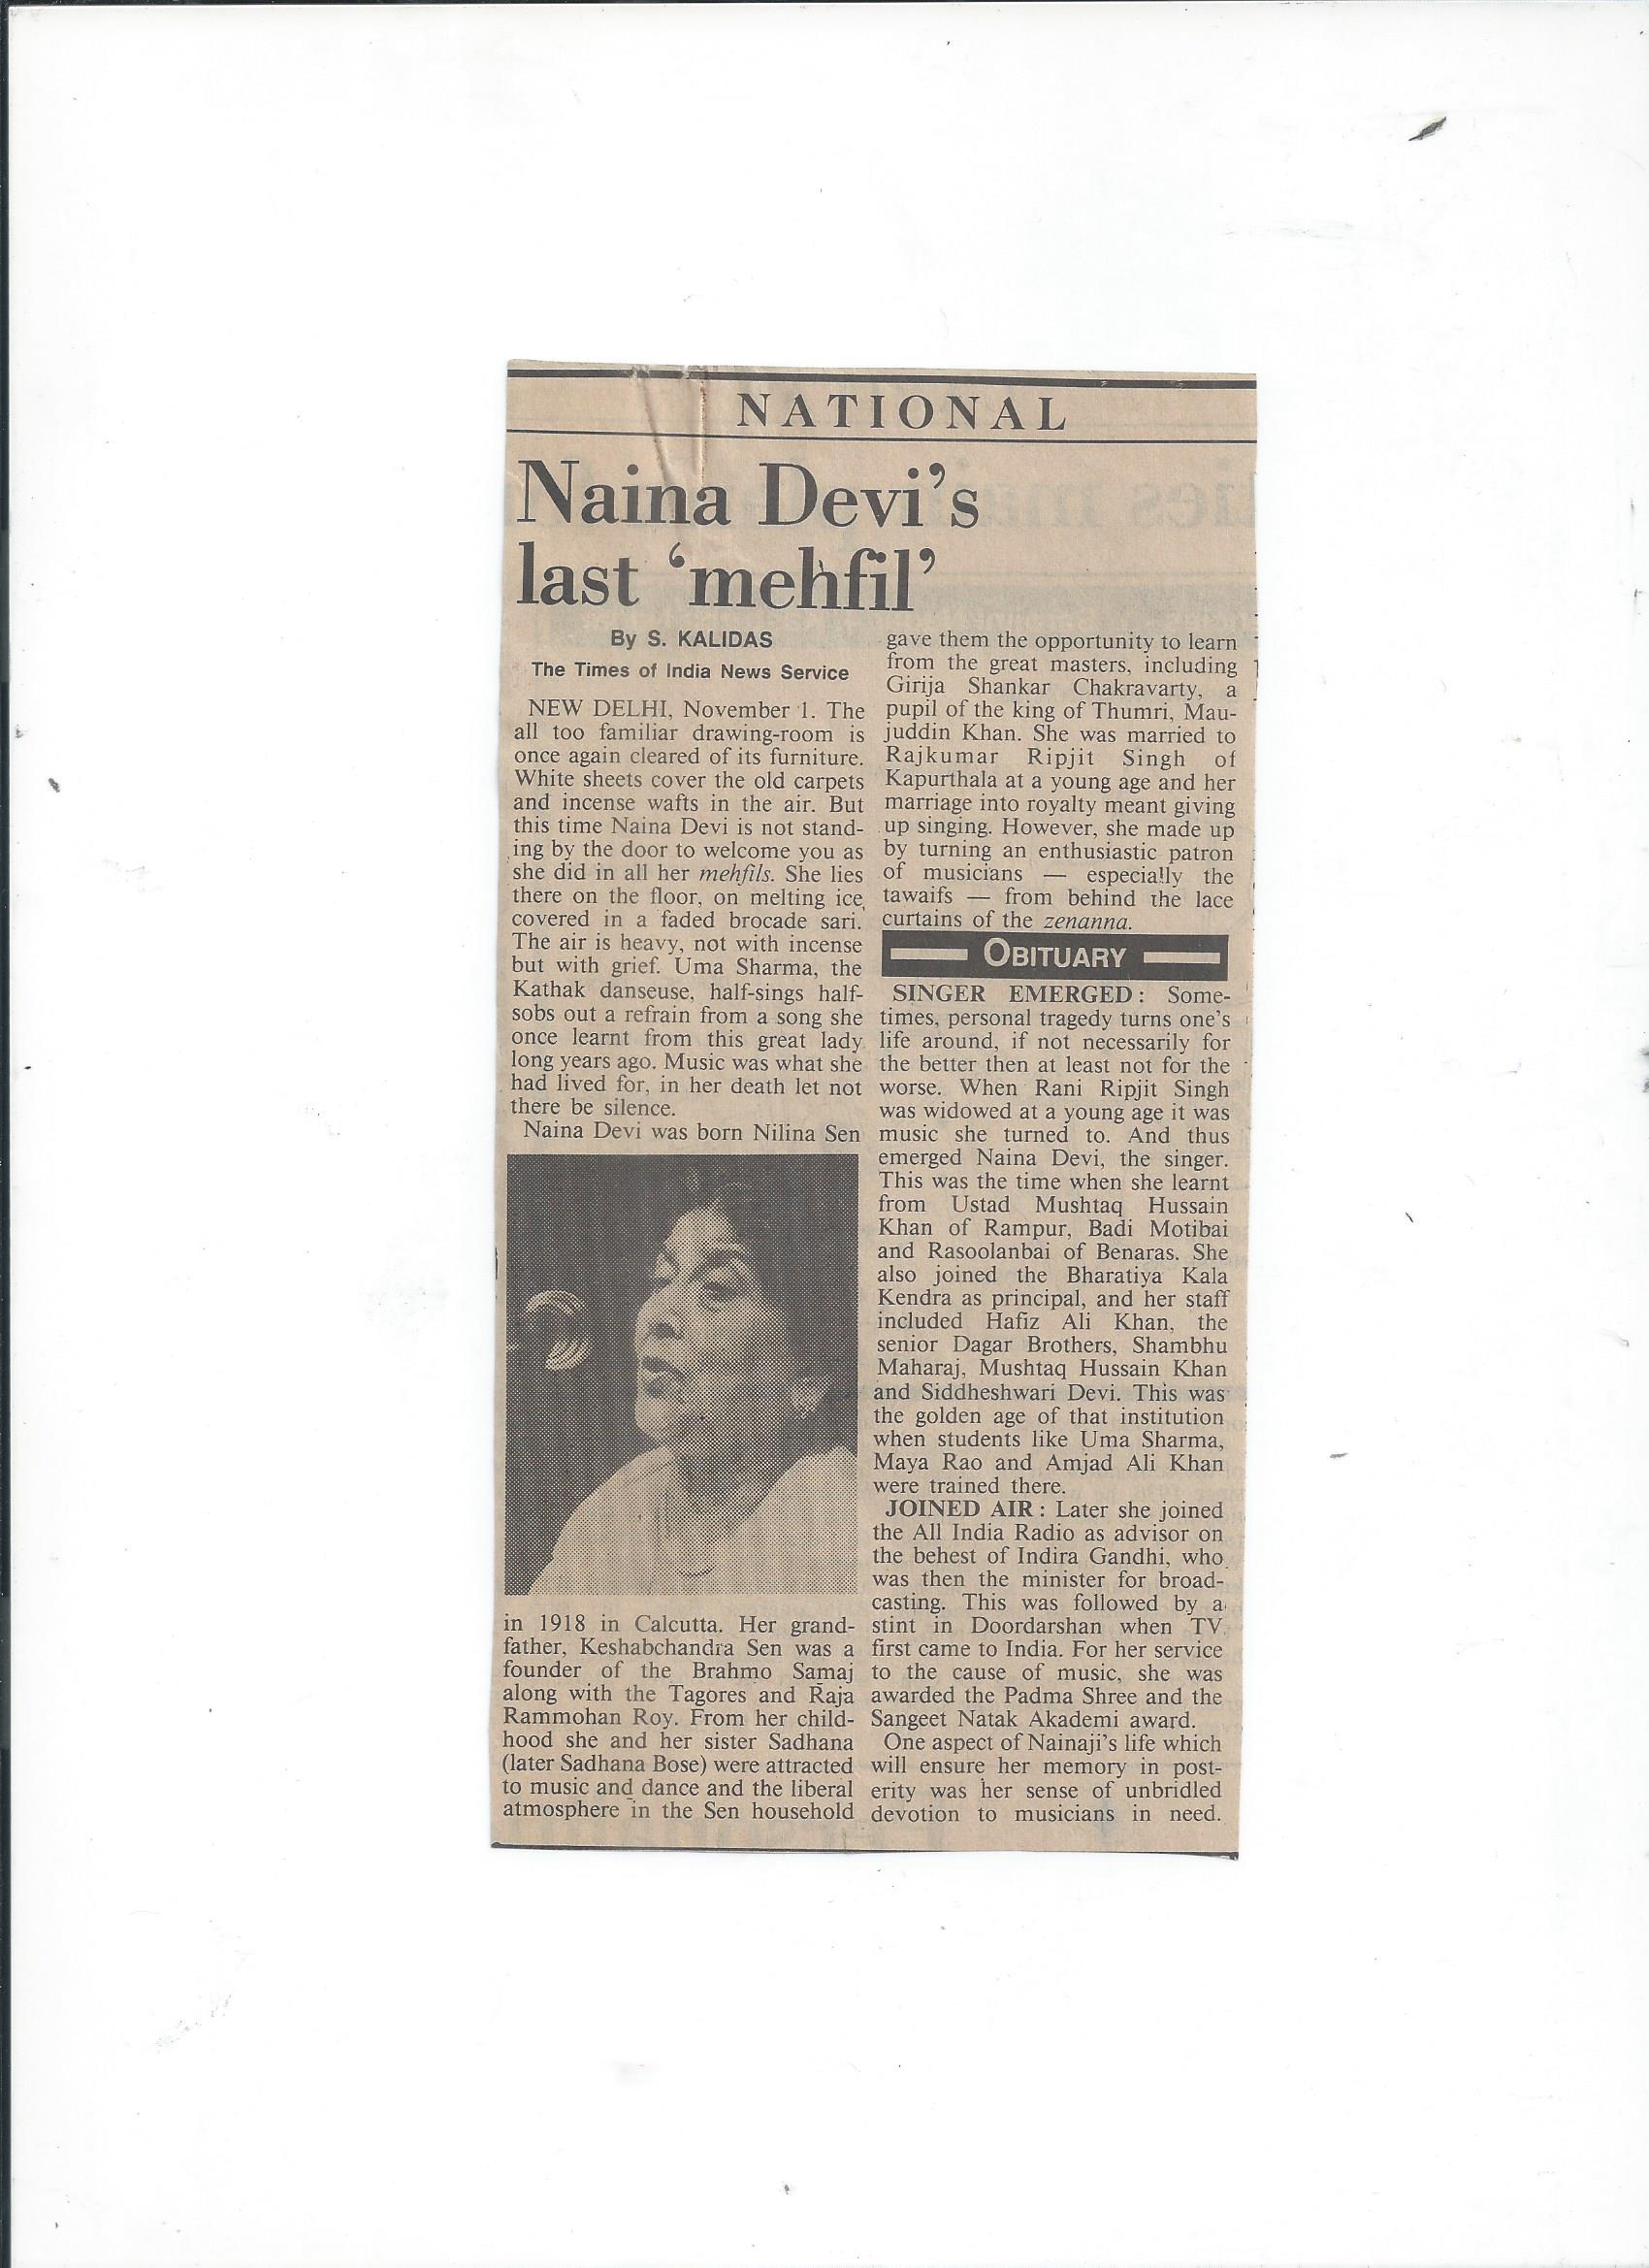 NATIONAL
Naina Devi's
last 'mehfil'
By S. KALIDAS
The Times of India News Service
NEW DELHI, November 1. The
all too familiar drawing-room is
once again cleared of its furniture.
White sheets cover the old carpets
and incense wafts in the air. But
this time Naina Devi is not stand-
ing by the door to welcome you as
she did in all her mehfils. She lies
there on the floor, on melting ice
covered in a faded brocade sari.
The air is heavy, not with incense
but with grief. Uma Sharma, the
Kathak danseuse, half-sings half-
sobs out a refrain from a song she
once learnt from this great lady
long years ago. Music was what she
had lived for, in her death let not
there be silence.
Naina Devi was born Nilina Sen
in 1918 in Calcutta. Her grand-
father, Keshabchandra Sen was a
founder of the Brahmo Samaj
along with the Tagores and Raja
Rammohan Roy. From her child-
hood she and her sister Sadhana
(later Sadhana Bose) were attracted
to music and dance and the liberal
atmosphere in the Sen household
gave them the opportunity to learn
from the great masters, including
Girija Shankar Chakravarty, a
pupil of the king of Thumri, Mau-
juddin Khan. She was married to
Rajkumar Ripjit Singh of
Kapurthala at a young age and her
marriage into royalty meant giving
up singing. However, she made up
by turning an enthusiastic patron
of musicians — especially the
tawaifs — from behind the lace
curtains of the zenanna.
OBITUARY
SINGER EMERGED: Some-
times, personal tragedy turns one's
life around, if not necessarily for
the better then at least not for the
worse. When Rani Ripjit Singh
was widowed at a young age it was
music she turned to. And thus
emerged Naina Devi, the singer.
This was the time when she learnt
from Ustad Mushtaq Hussain
Khan of Rampur, Badi Motibai
and Rasoolanbai of Benaras. She
also joined the Bharatiya Kala
Kendra as principal, and her staff
included Hafiz Ali Khan, the
senior Dagar Brothers, Shambhu
Maharaj, Mushtaq Hussain Khan
and Siddheshwari Devi. This was
the golden age of that institution
when students like Uma Sharma,
Maya Rao and Amjad Ali Khan
were trained there.
JOINED AIR: Later she joined
the All India Radio as advisor on
the behest of Indira Gandhi, who
was then the minister for broad-
casting. This was followed by a
stint in Doordarshan when TV
first came to India. For her service
to the cause of music, she was
awarded the Padma Shree and the
Sangeet Natak Akademi award.
One aspect of Nainaji's life which
will ensure her memory in post-
erity was her sense of unbridled
devotion to musicians in need.